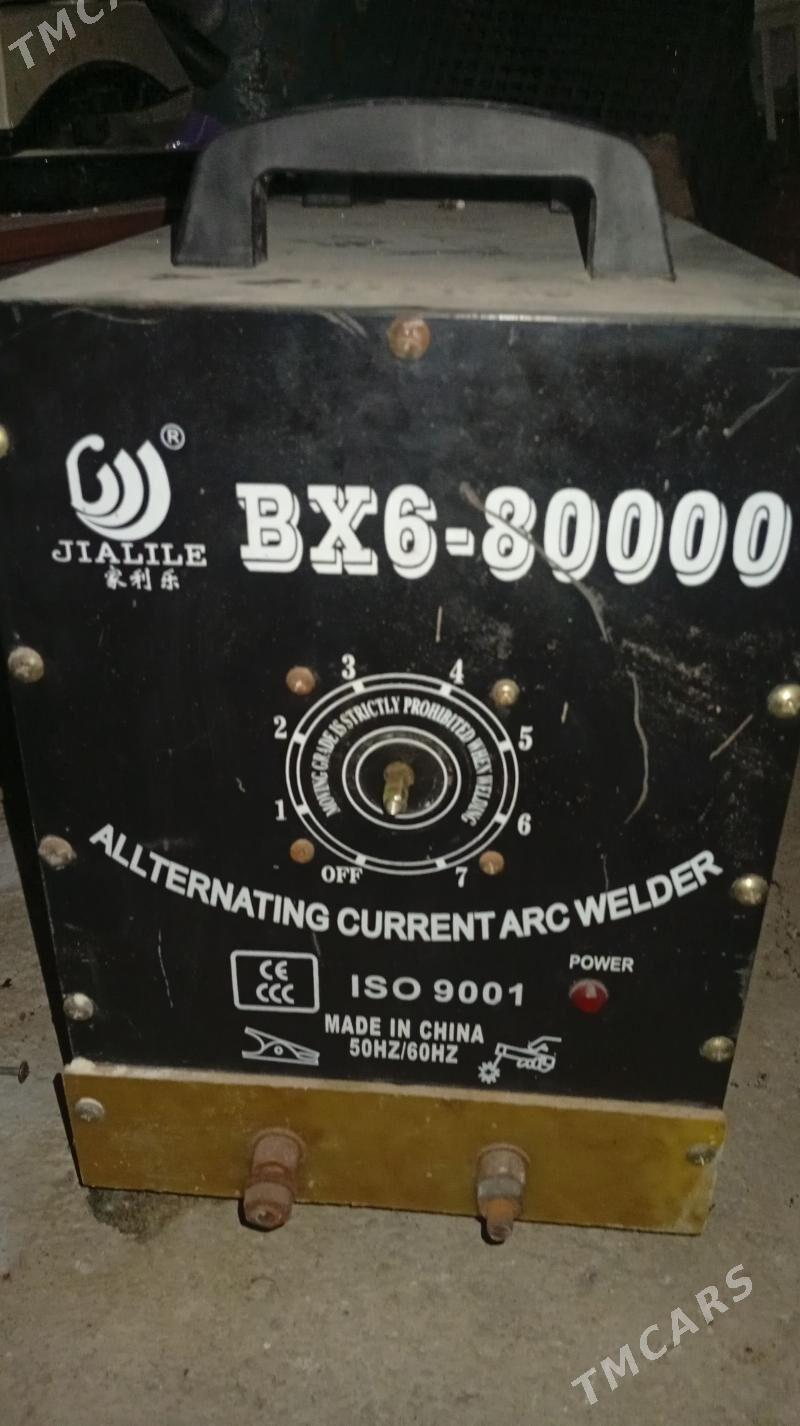 TMCA
®
JIALILE
家利乐
BX6-80000
3 4
2 5
1 6
OFF 7
MOVING GRADE IS STRICTLY PROHIBITED WHEN WELDING
ALLTERNATING CURRENT ARC WELDER
POWER
CE
CCC
ISO 9001
MADE IN CHINA
50HZ/60HZ
TMCARS